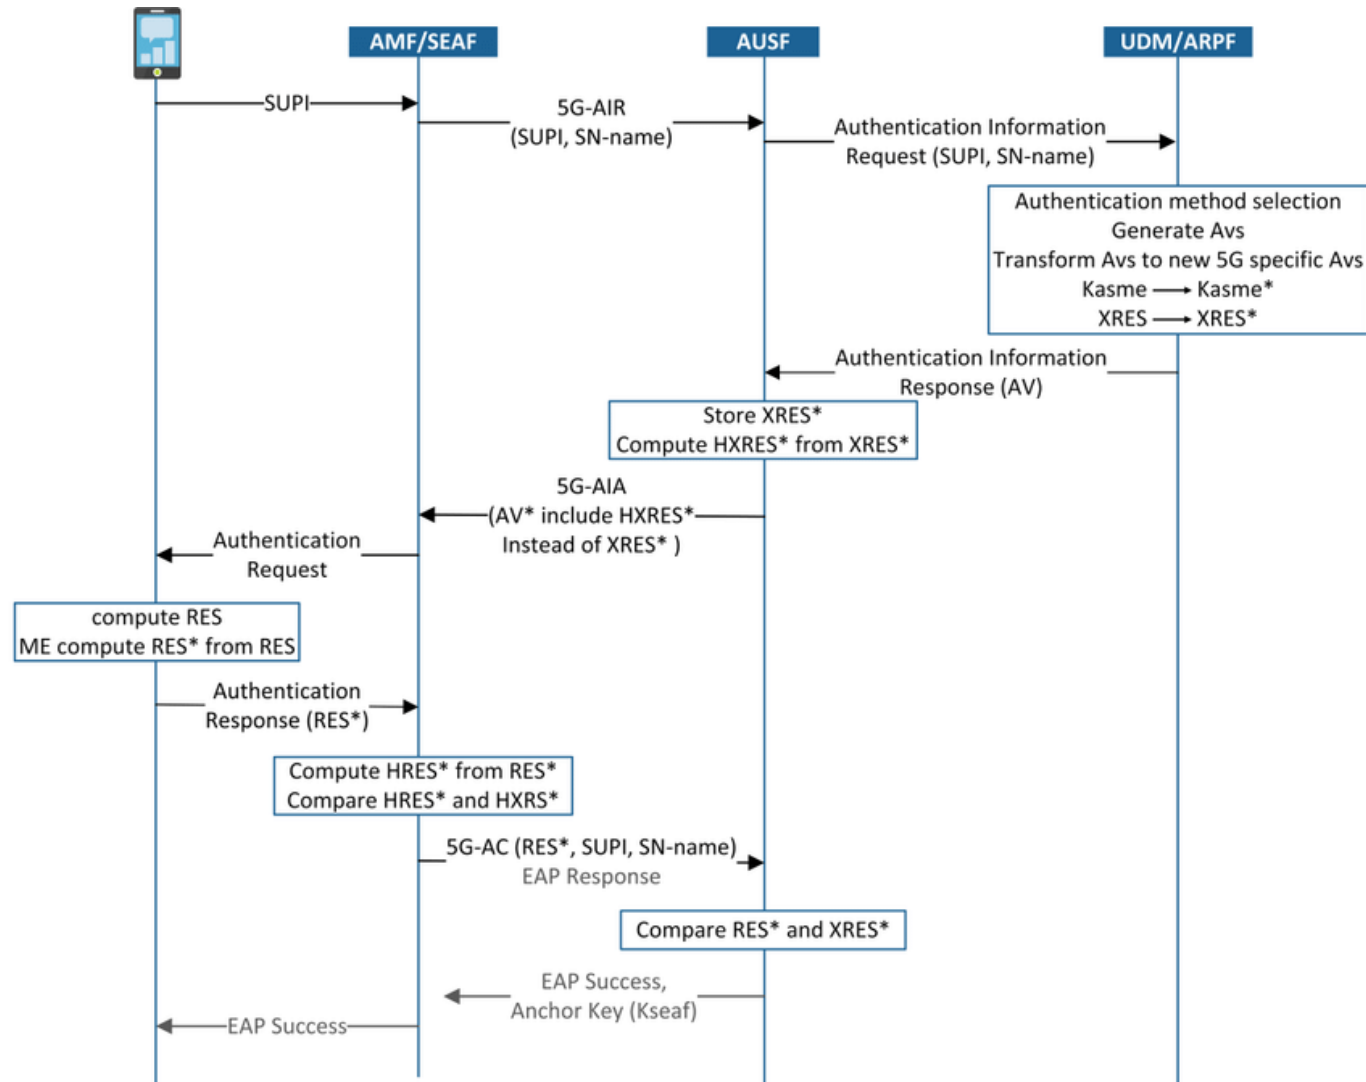 AMF/SEAF
AUSF
UDM/ARPF
SUPI
5G-AIR
(SUPI, SN-name)
Authentication Information
Request (SUPI, SN-name)
Authentication method selection
Generate Avs
Transform Avs to new 5G specific Avs
Kasme → Kasme*
XRES → XRES*
Authentication Information
Response (AV)
Store XRES*
Compute HXRES* from XRES*
5G-AIA
(AV* include HXRES*
Instead of XRES* )
Authentication
Request
compute RES
ME compute RES* from RES
Authentication
Response (RES*)
Compute HRES* from RES*
Compare HRES* and HXRS*
5G-AC (RES*, SUPI, SN-name)
EAP Response
Compare RES* and XRES*
EAP Success,
Anchor Key (Kseaf)
EAP Success